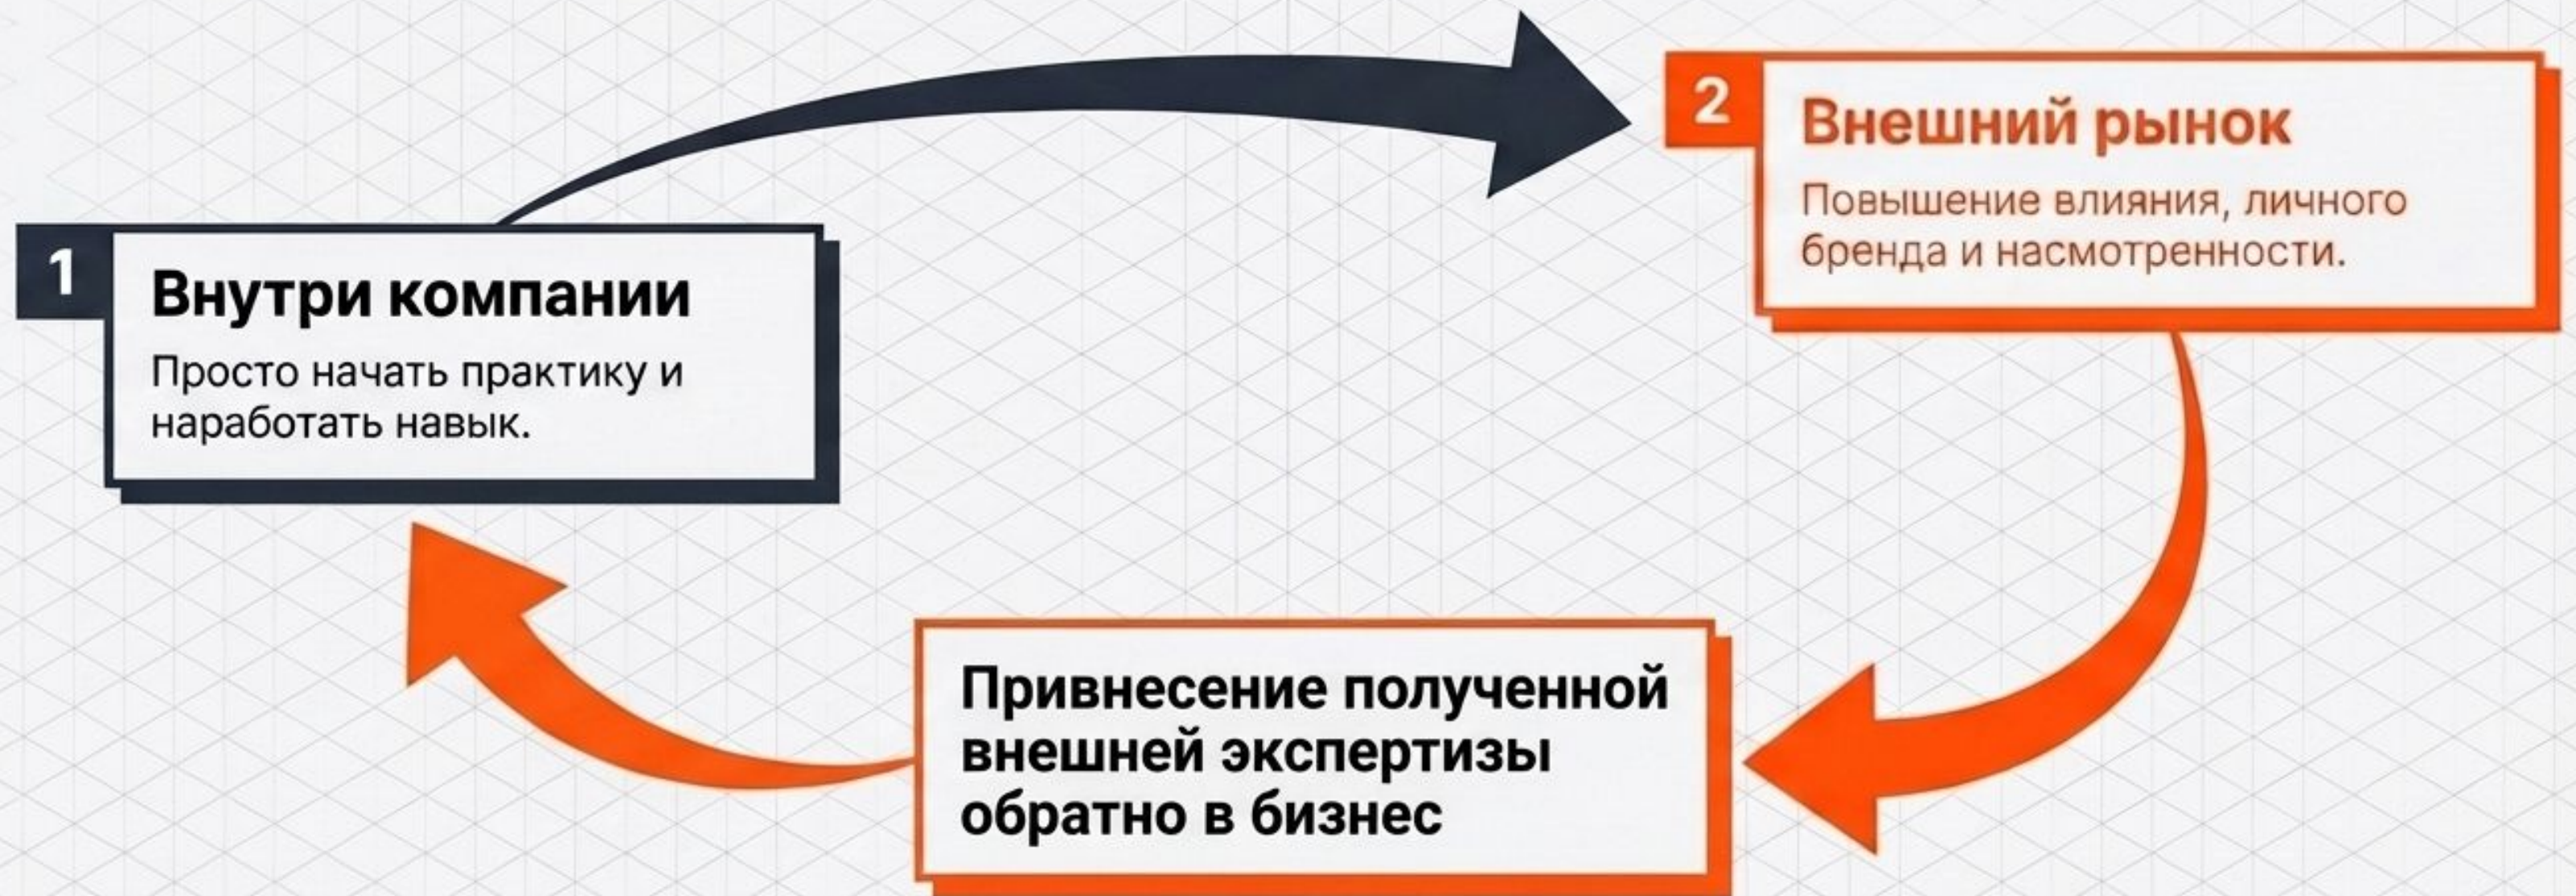 1
Внутри компании
Просто начать практику и
наработать навык.
2
Внешний рынок
Повышение влияния, личного
бренда и насмотренности.
Привнесение полученной
внешней экспертизы
обратно в бизнес